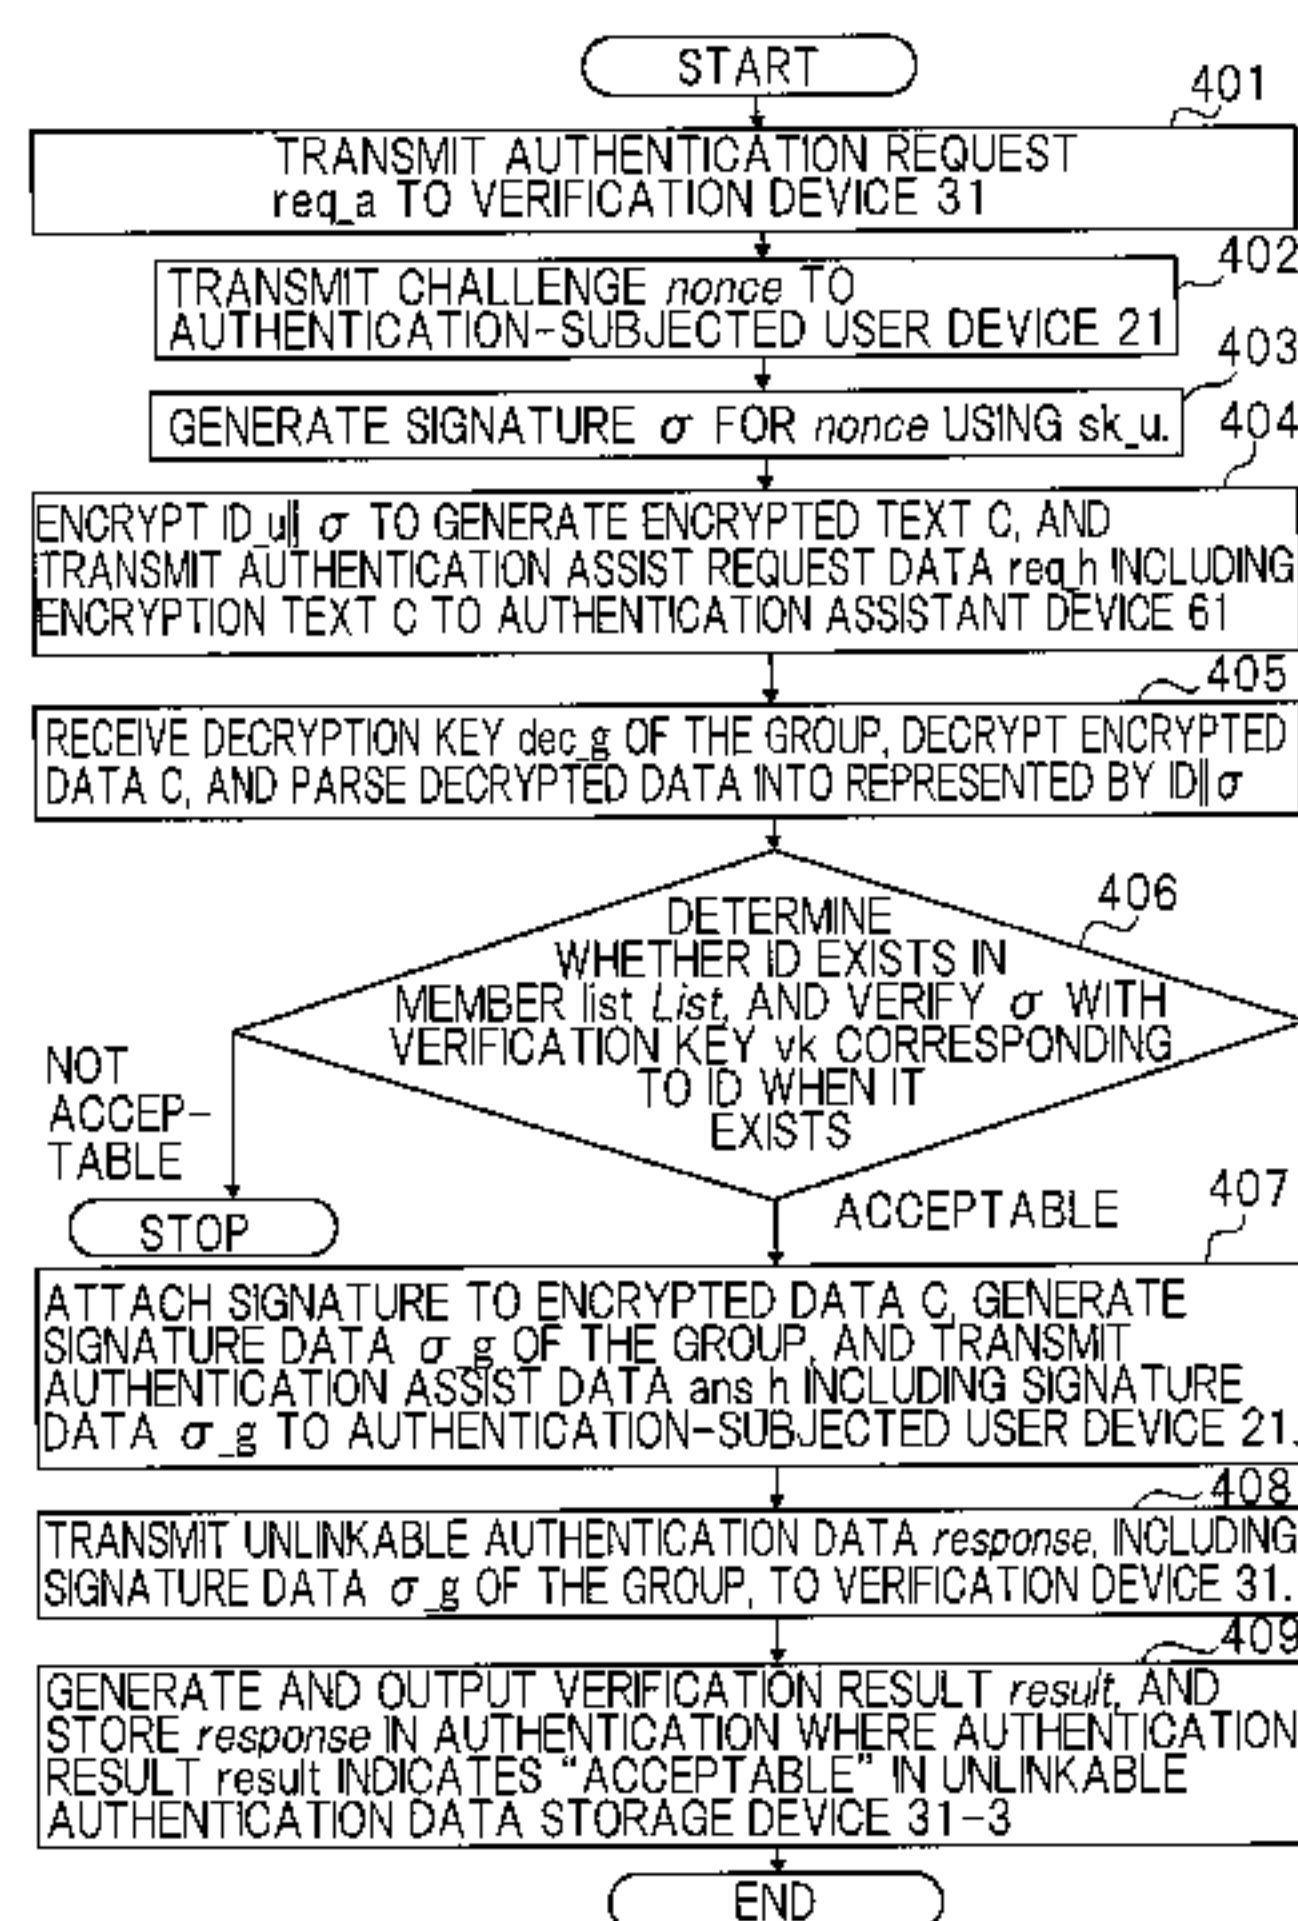 START
401
TRANSMIT AUTHENTICATION REQUEST
req_a TO VERIFICATION DEVICE 31
402
TRANSMIT CHALLENGE nonce TO
AUTHENTICATION-SUBJECTED USER DEVICE 21
403
GENERATE SIGNATURE σ FOR nonce USING sk_u.
404
ENCRYPT ID_u|| σ TO GENERATE ENCRYPTED TEXT C, AND
TRANSMIT AUTHENTICATION ASSIST REQUEST DATA req_h INCLUDING
ENCRYPTION TEXT C TO AUTHENTICATION ASSISTANT DEVICE 61
405
RECEIVE DECRYPTION KEY dec_g OF THE GROUP, DECRYPT ENCRYPTED
DATA C, AND PARSE DECRYPTED DATA INTO REPRESENTED BY ID||σ
406
DETERMINE
WHETHER ID EXISTS IN
MEMBER list List, AND VERIFY σ WITH
VERIFICATION KEY vk CORRESPONDING
TO ID WHEN IT
EXISTS
NOT
ACCEP-
TABLE
STOP
ACCEPTABLE
407
ATTACH SIGNATURE TO ENCRYPTED DATA C, GENERATE
SIGNATURE DATA σ_g OF THE GROUP, AND TRANSMIT
AUTHENTICATION ASSIST DATA ans_h INCLUDING SIGNATURE
DATA σ_g TO AUTHENTICATION-SUBJECTED USER DEVICE 21.
408
TRANSMIT UNLINKABLE AUTHENTICATION DATA response, INCLUDING
SIGNATURE DATA σ_g OF THE GROUP, TO VERIFICATION DEVICE 31.
409
GENERATE AND OUTPUT VERIFICATION RESULT result, AND
STORE response IN AUTHENTICATION WHERE AUTHENTICATION
RESULT result INDICATES “ACCEPTABLE” IN UNLINKABLE
AUTHENTICATION DATA STORAGE DEVICE 31-3
END